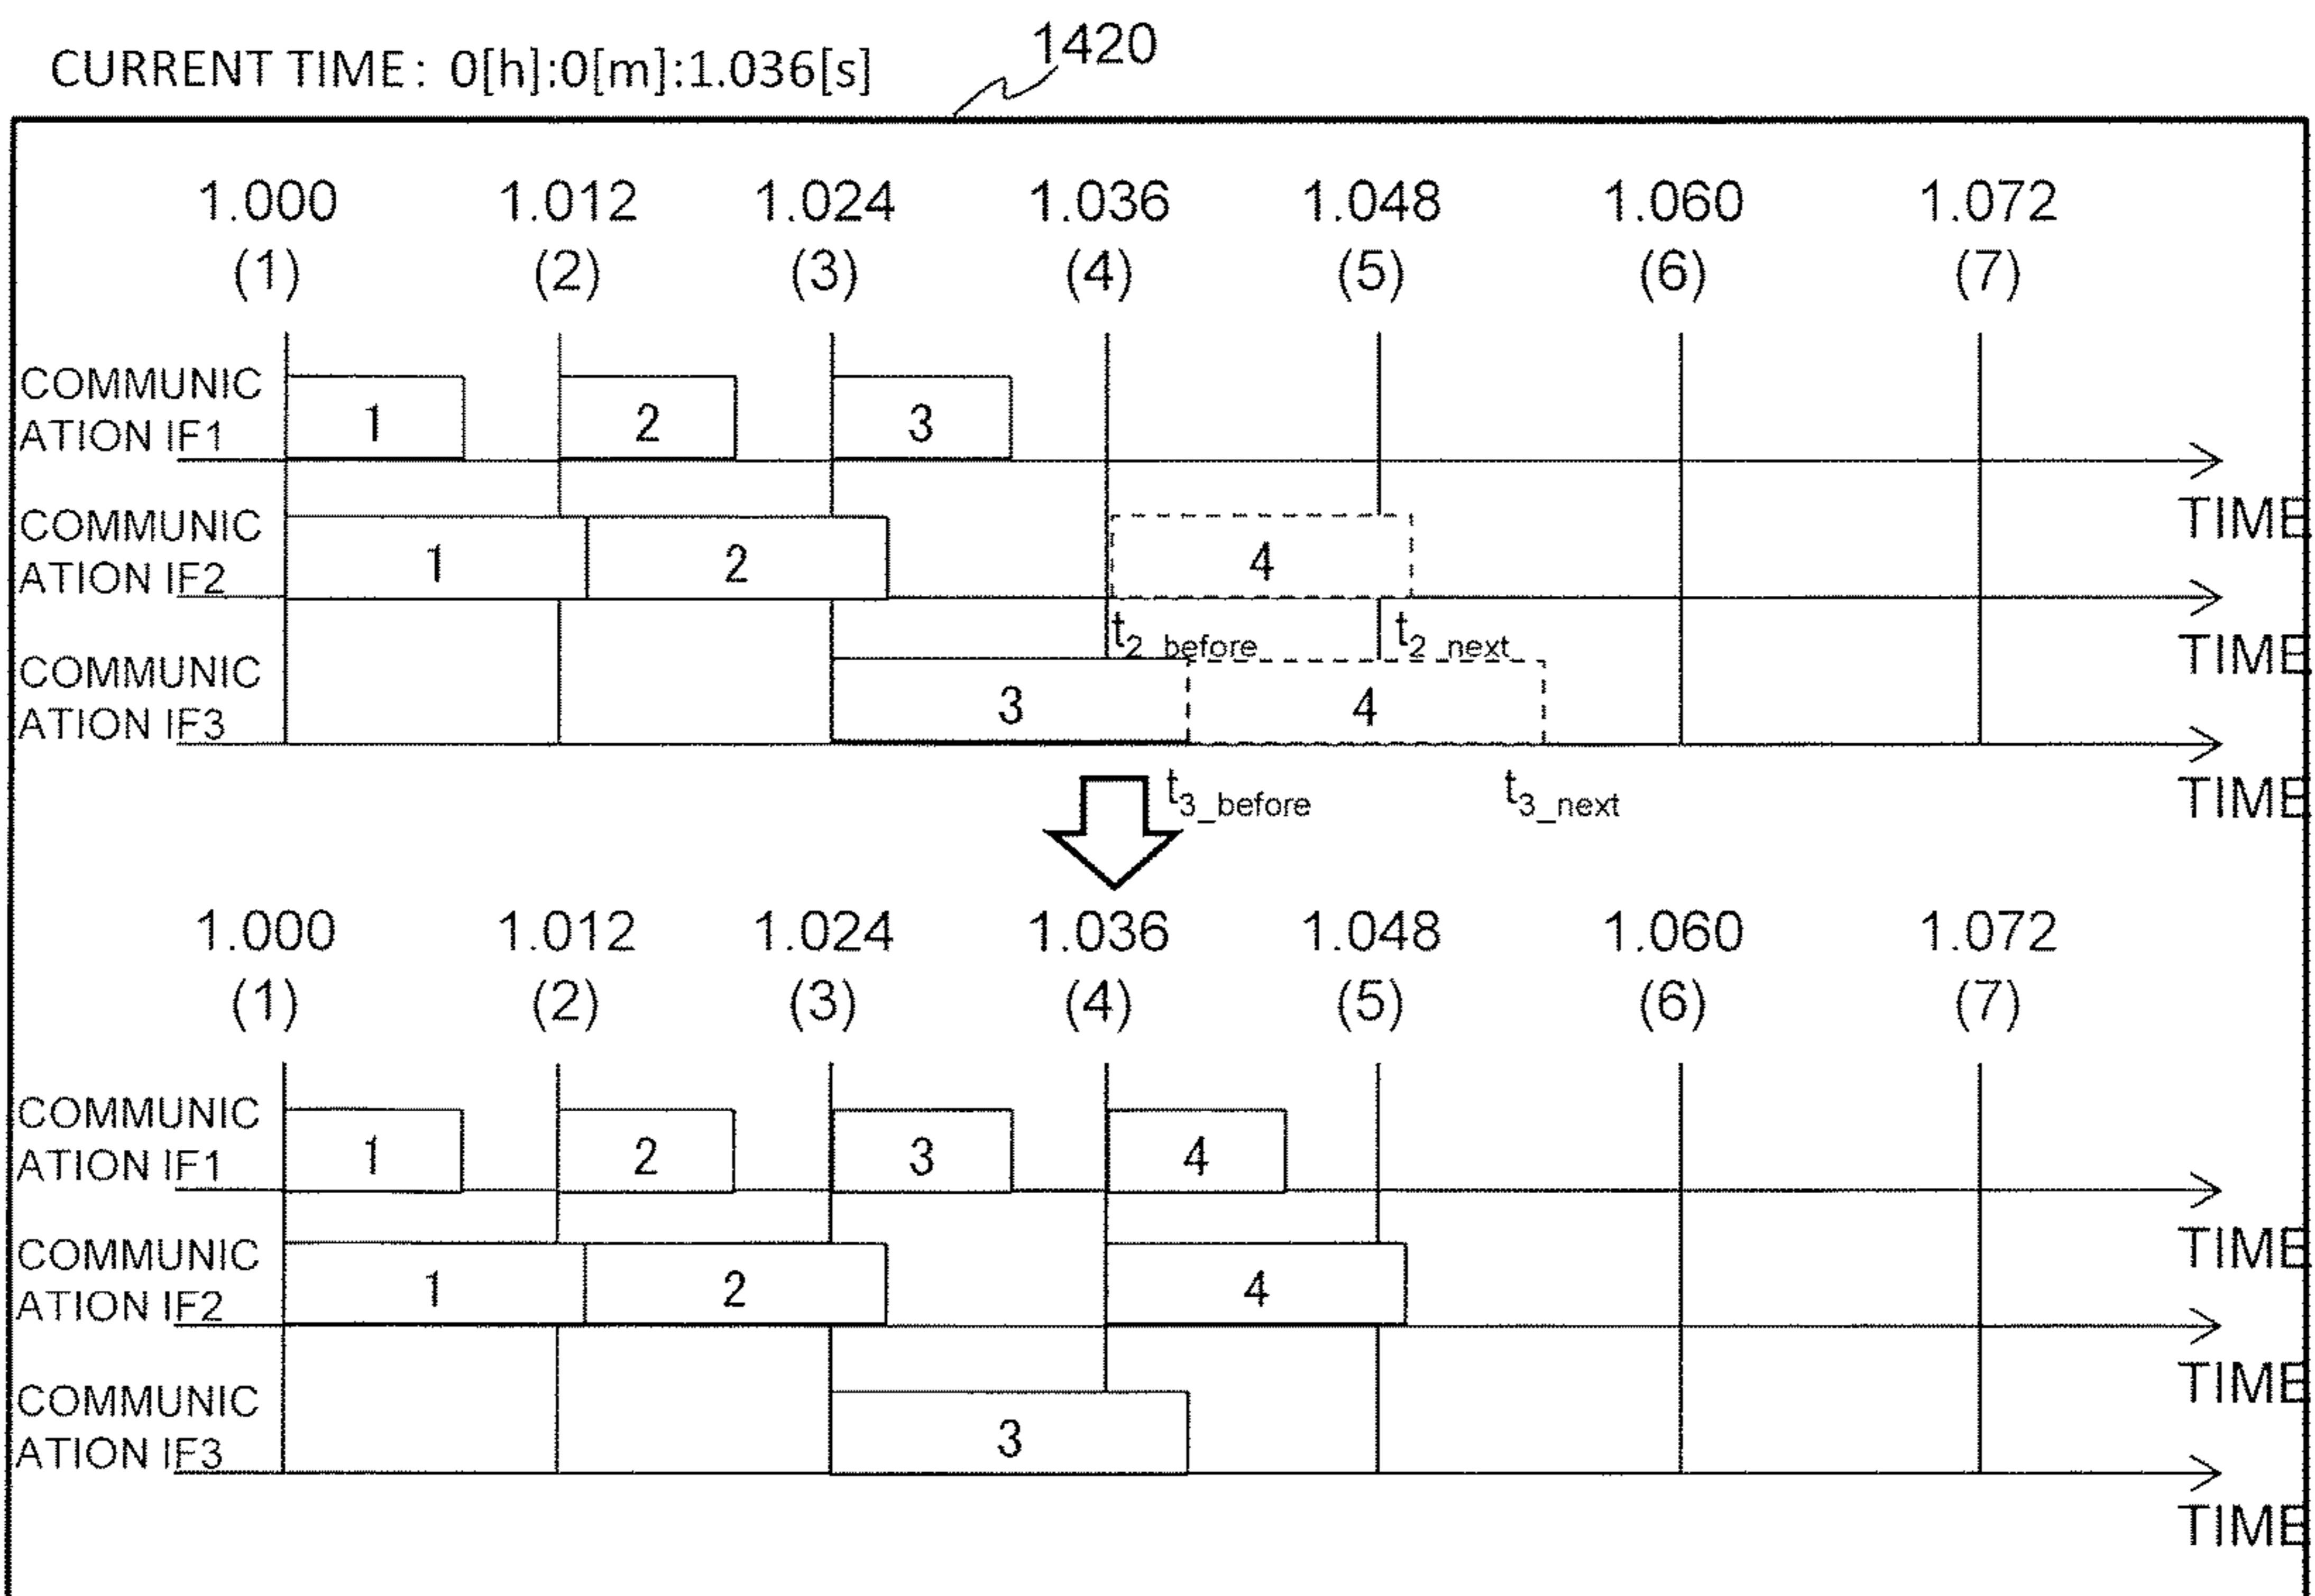 CURRENT TIME: 0[h]:0[m]:1.036[s]
1420
1.000 1.012 1.024 1.036 1.048 1.060 1.072
(1) (2) (3) (4) (5) (6) (7)
COMMUNIC
ATION IF1
1 2 3
TIME
COMMUNIC
ATION IF2
1 2 4
t2_before t2_next
TIME
COMMUNIC
ATION IF3
3 4
t3_before t3_next
TIME
1.000 1.012 1.024 1.036 1.048 1.060 1.072
(1) (2) (3) (4) (5) (6) (7)
COMMUNIC
ATION IF1
1 2 3 4
TIME
COMMUNIC
ATION IF2
1 2 4
TIME
COMMUNIC
ATION IF3
3
TIME